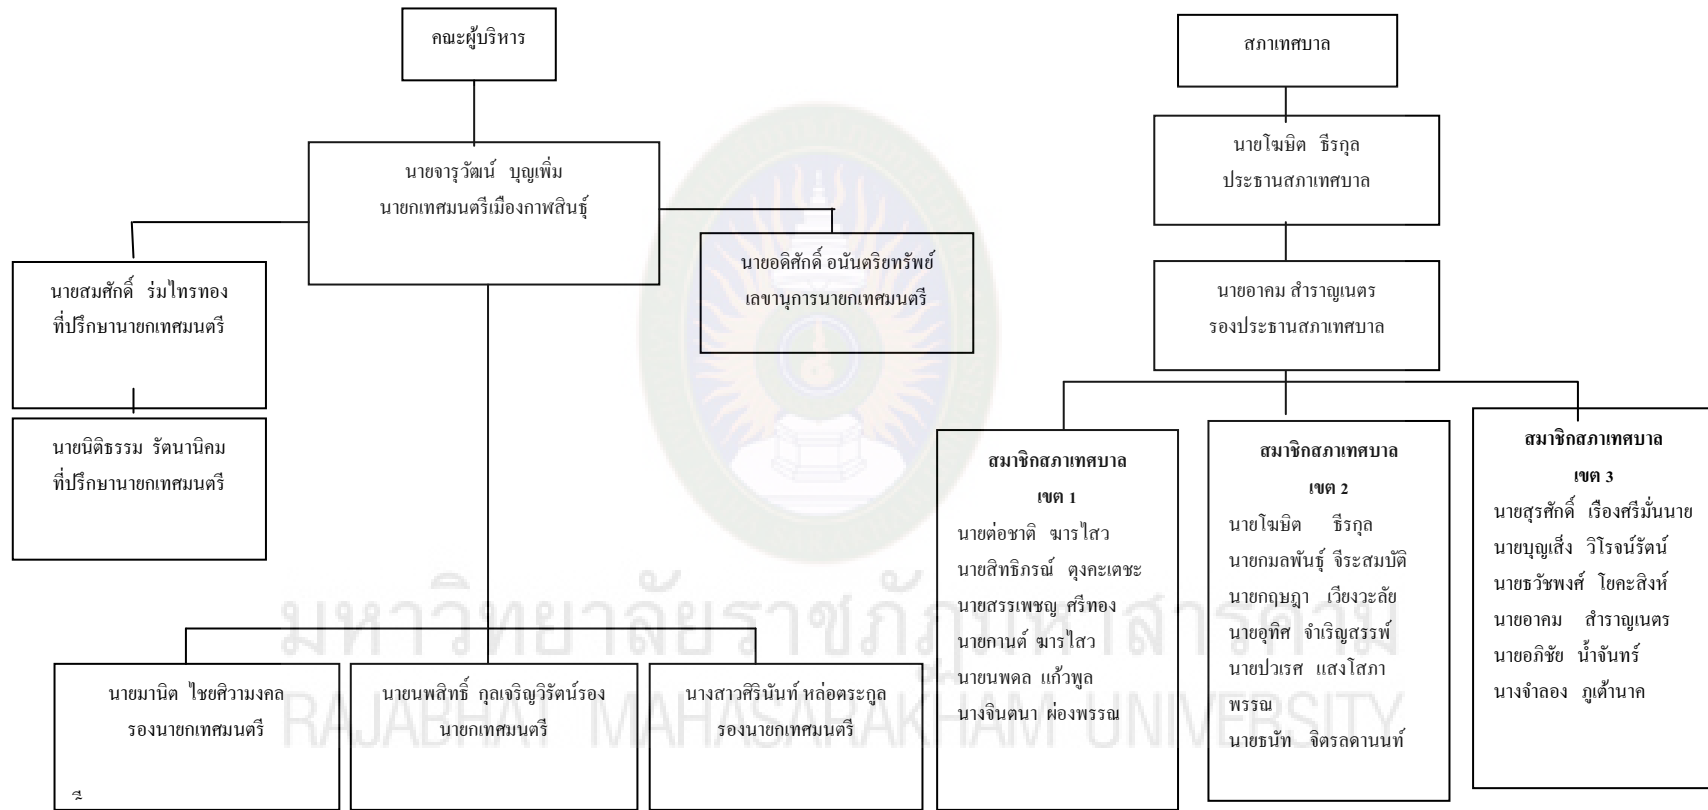 คณะผู้บริหาร
นายจารุวัฒน์ บุญเพิ่ม
นายกเทศมนตรีเมืองกาฬสินธุ์
นายสมศักดิ์ ร่มไทรทอง
ที่ปรึกษานายกเทศมนตรี
นายนิติธรรม รัตนานิคม
ที่ปรึกษานายกเทศมนตรี
นายอดิศักดิ์ อนันตริยทรัพย์
เลขานุการนายกเทศมนตรี
นายมานิต ไชยศิวามงคล
รองนายกเทศมนตรี
นายนพสิทธิ์ กุลเจริญวิรัตน์รอง
นายกเทศมนตรี
นางสาวศิรินันท์ หล่อตระกูล
รองนายกเทศมนตรี
สภาเทศบาล
นายโฆษิต ธีรกุล
ประธานสภาเทศบาล
นายอาคม สำราญเนตร
รองประธานสภาเทศบาล
สมาชิกสภาเทศบาล
เขต 1
นายต่อชาติ ฆารไสว
นายสิทธิภรณ์ ตุงคะเตชะ
นายสรรเพชญ ศรีทอง
นายกานต์ ฆารไสว
นายนพดล แก้วพูล
นางจินตนา ผ่องพรรณ
สมาชิกสภาเทศบาล
เขต 2
นายโฆษิต ธีรกุล
นายกมลพันธุ์ จีระสมบัติ
นายกฤษฎา เวียงวะลัย
นายอุทิศ จำเริญสรรพ์
นายปวเรศ แสงโสภา
พรรณ
นายธนัท จิตรลดานนท์
สมาชิกสภาเทศบาล
เขต 3
นายสุรศักดิ์ เรืองศรีมั่นนาย
นายบุญเส็ง วิโรจน์รัตน์
นายธวัชพงศ์ โยคะสิงห์
นายอาคม สำราญเนตร
นายอภิชัย น้ำจันทร์
นางจำลอง ภูเต้านาค
มหาวิทยาลัยราชภัฏมหาสารคาม
RAJABHAT MAHASARAKHAM UNIVERSITY